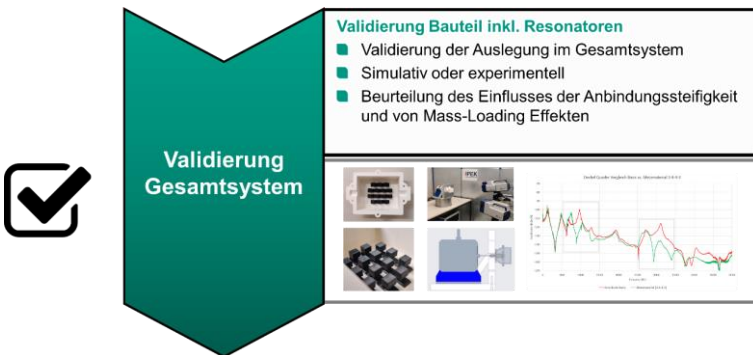 Validierung Bauteil inkl. Resonatoren
Validierung der Auslegung im Gesamtsystem
Simulativ oder experimentell
Beurteilung des Einflusses der Anbindungssteifigkeit
und von Mass-Loading Effekten
Validierung
Gesamtsystem
IPEK